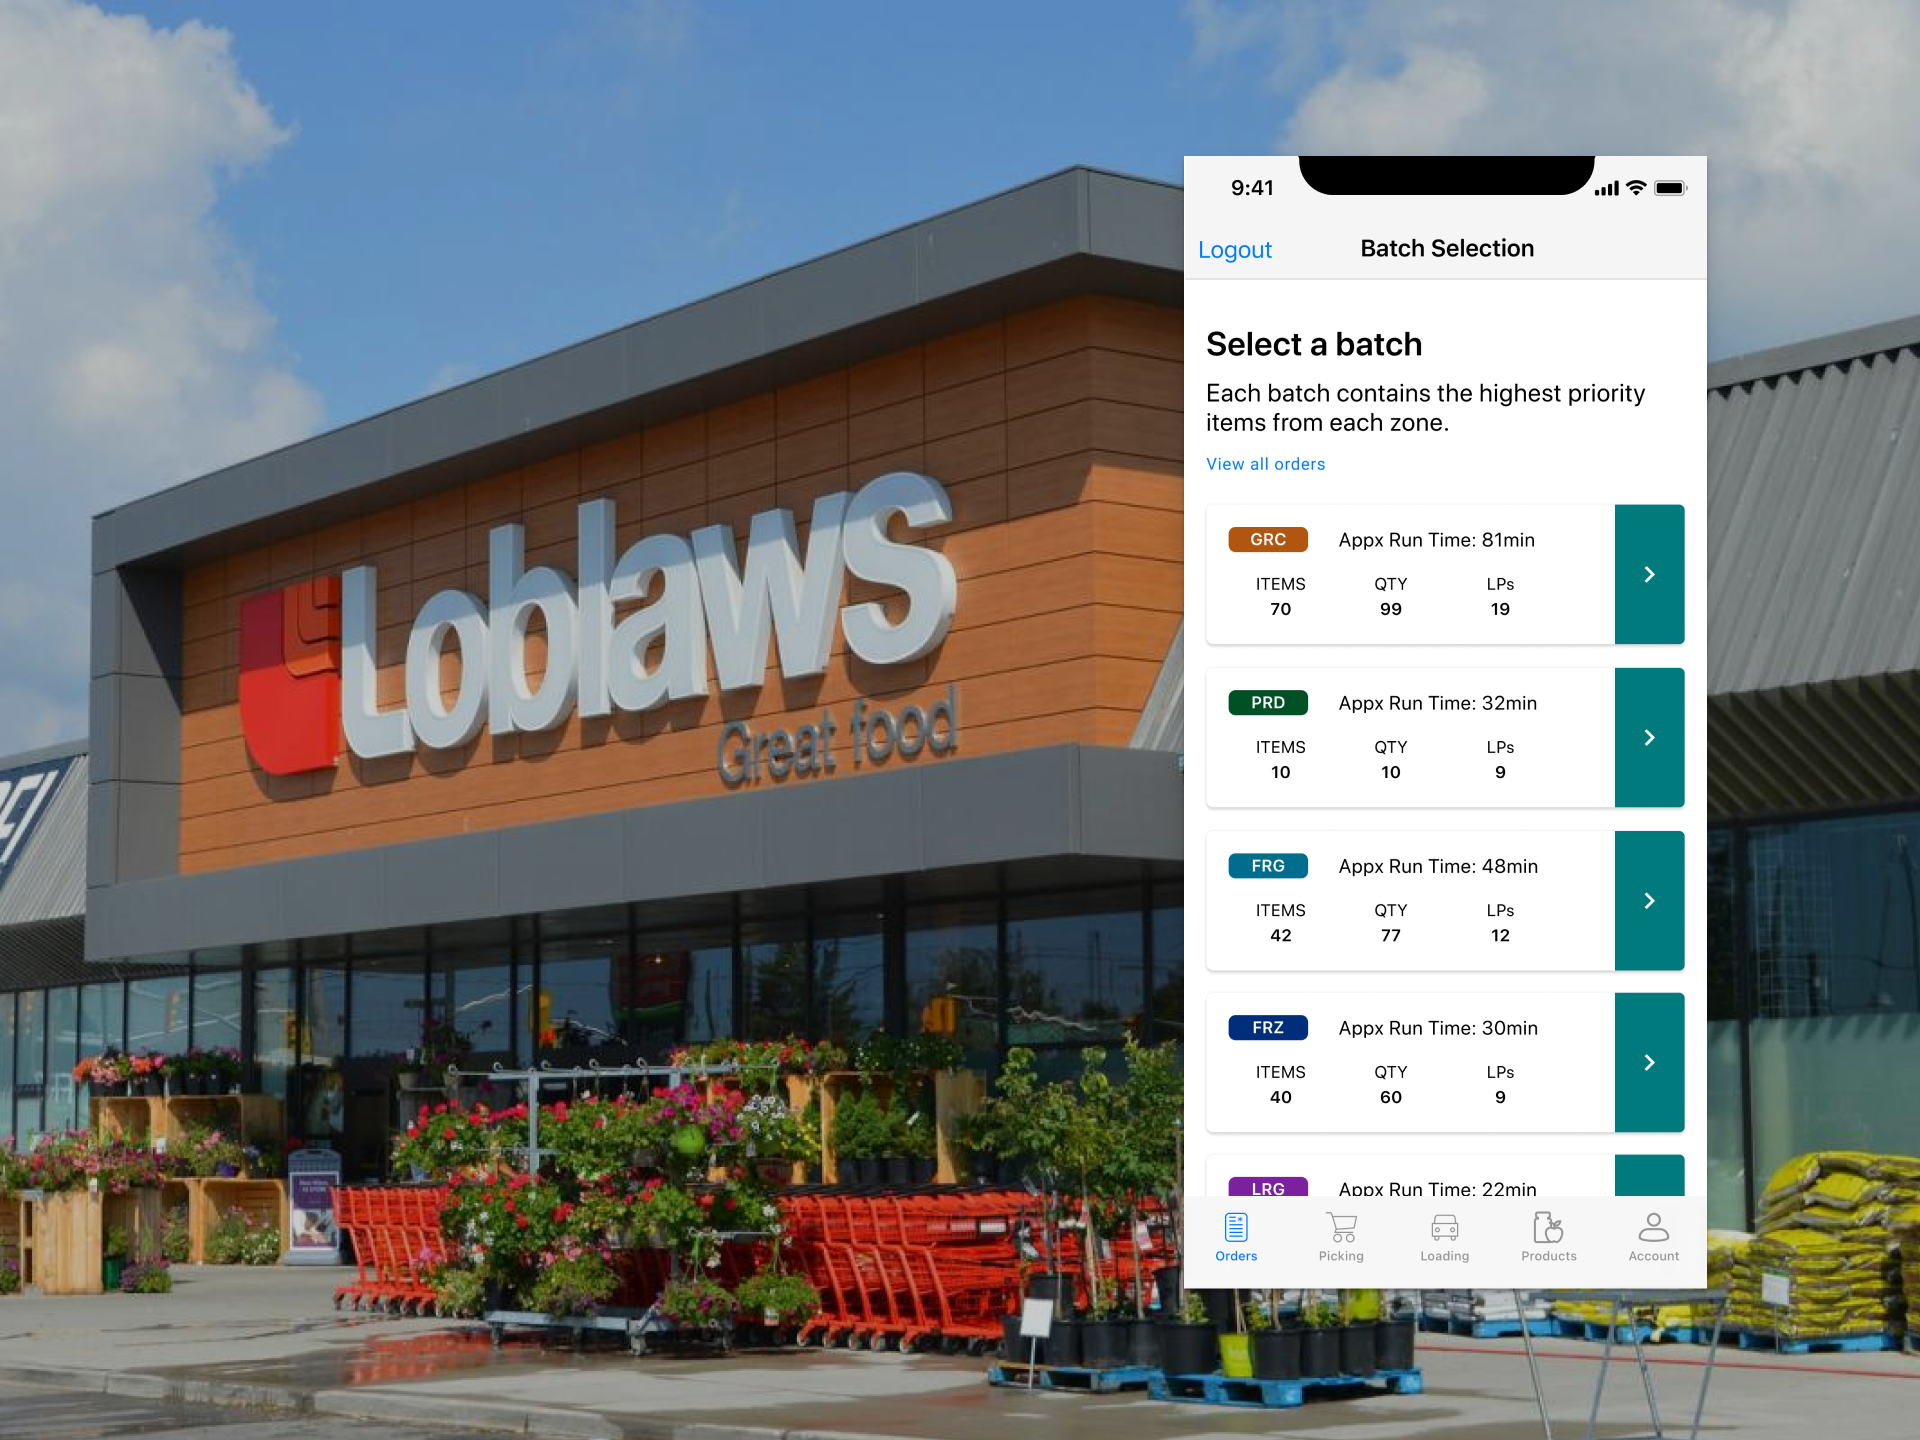 Loblaws
Great food
9:41
Logout
Batch Selection
Select a batch
Each batch contains the highest priority
items from each zone.
View all orders
GRC
Appx Run Time: 81min
ITEMS QTY LPs
70 99 19
PRD
Appx Run Time: 32min
ITEMS QTY LPs
10 10 9
FRG
Appx Run Time: 48min
ITEMS QTY LPs
42 77 12
FRZ
Appx Run Time: 30min
ITEMS QTY LPs
40 60 9
LRG
Appx Run Time: 22min
Orders Picking Loading Products Account